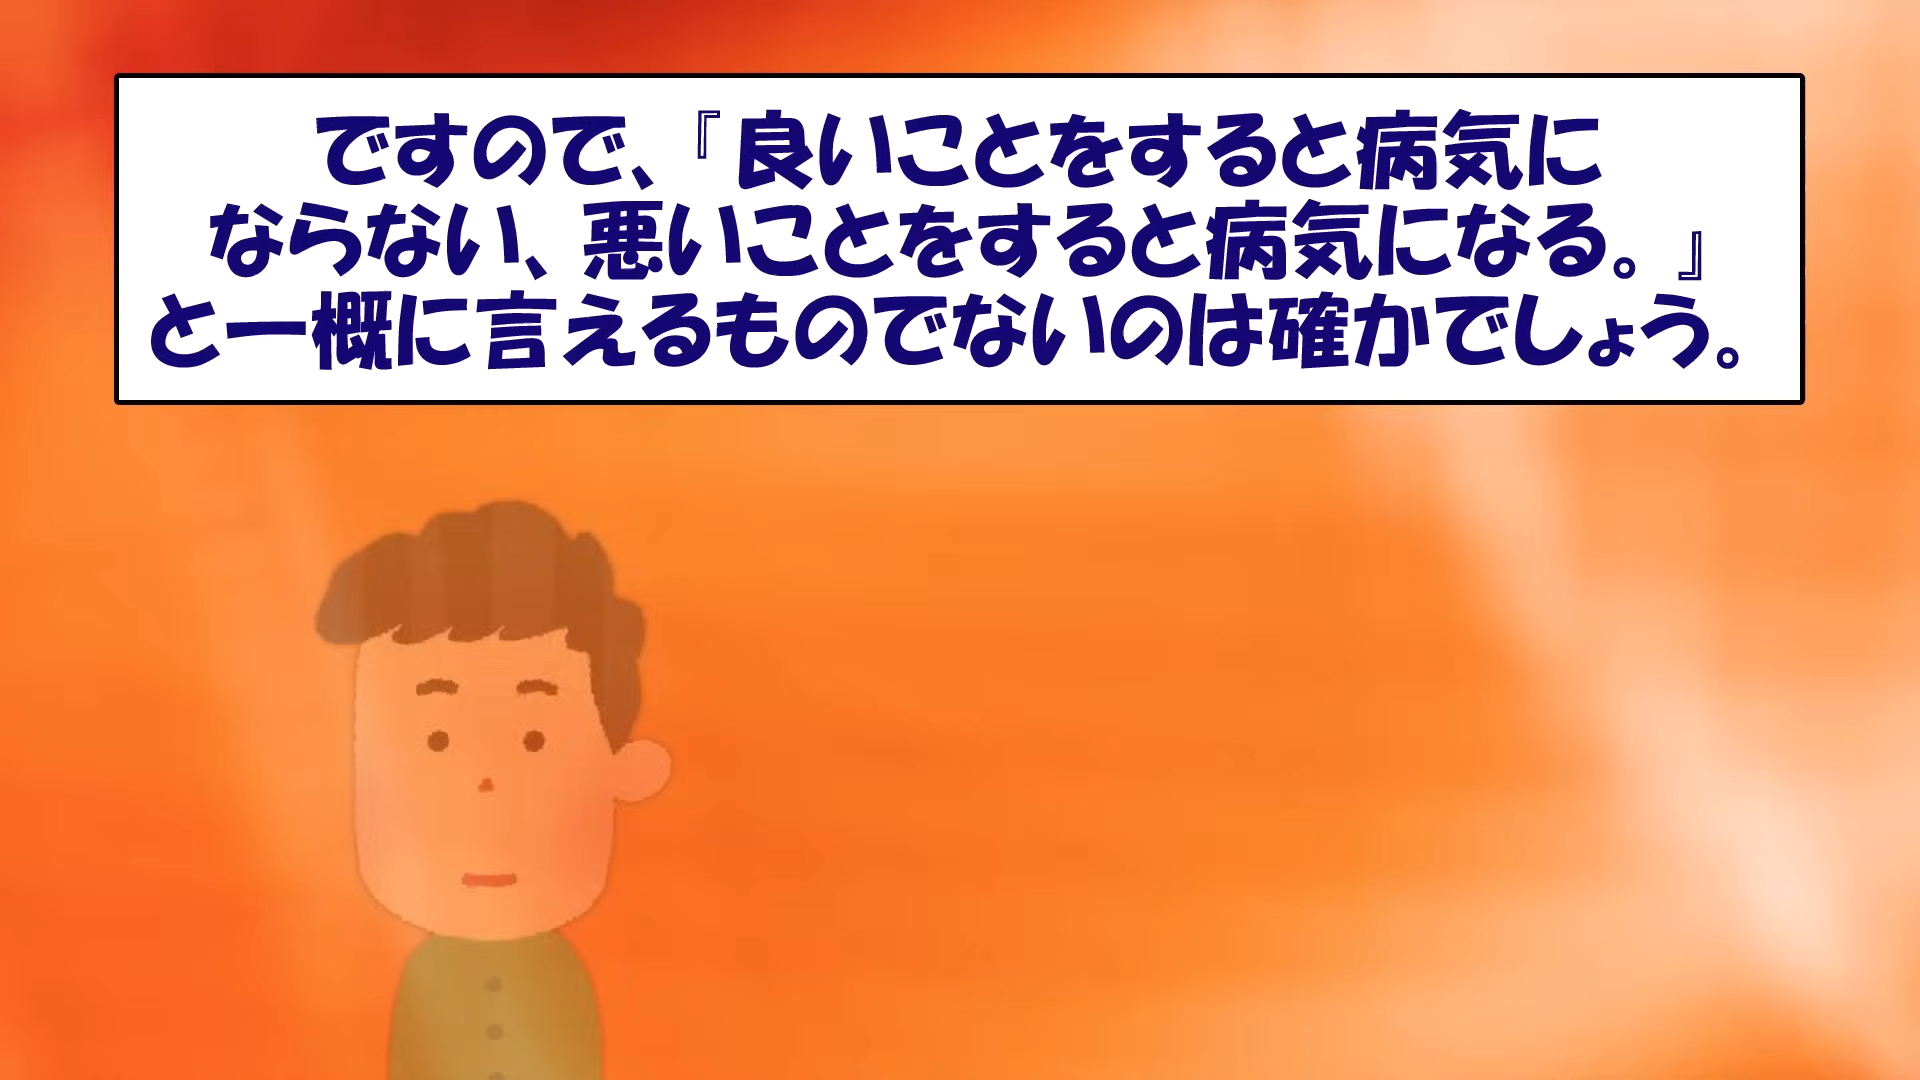 ですので、『良いことをすると病気に
ならない、悪いことをすると病気になる。』
と一概に言えるものでないのは確かでしょう。